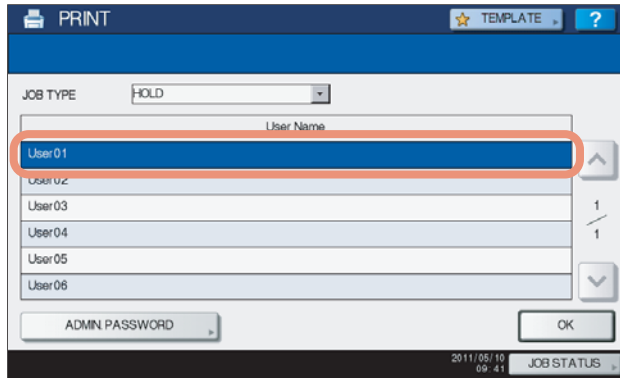 PRINT
TEMPLATE
?
JOB TYPE
HOLD
User Name
User01
User02
User03
User04
User05
User06
1
1
ADMIN.PASSWORD
OK
2011/05/10
09:41
JOB STATUS